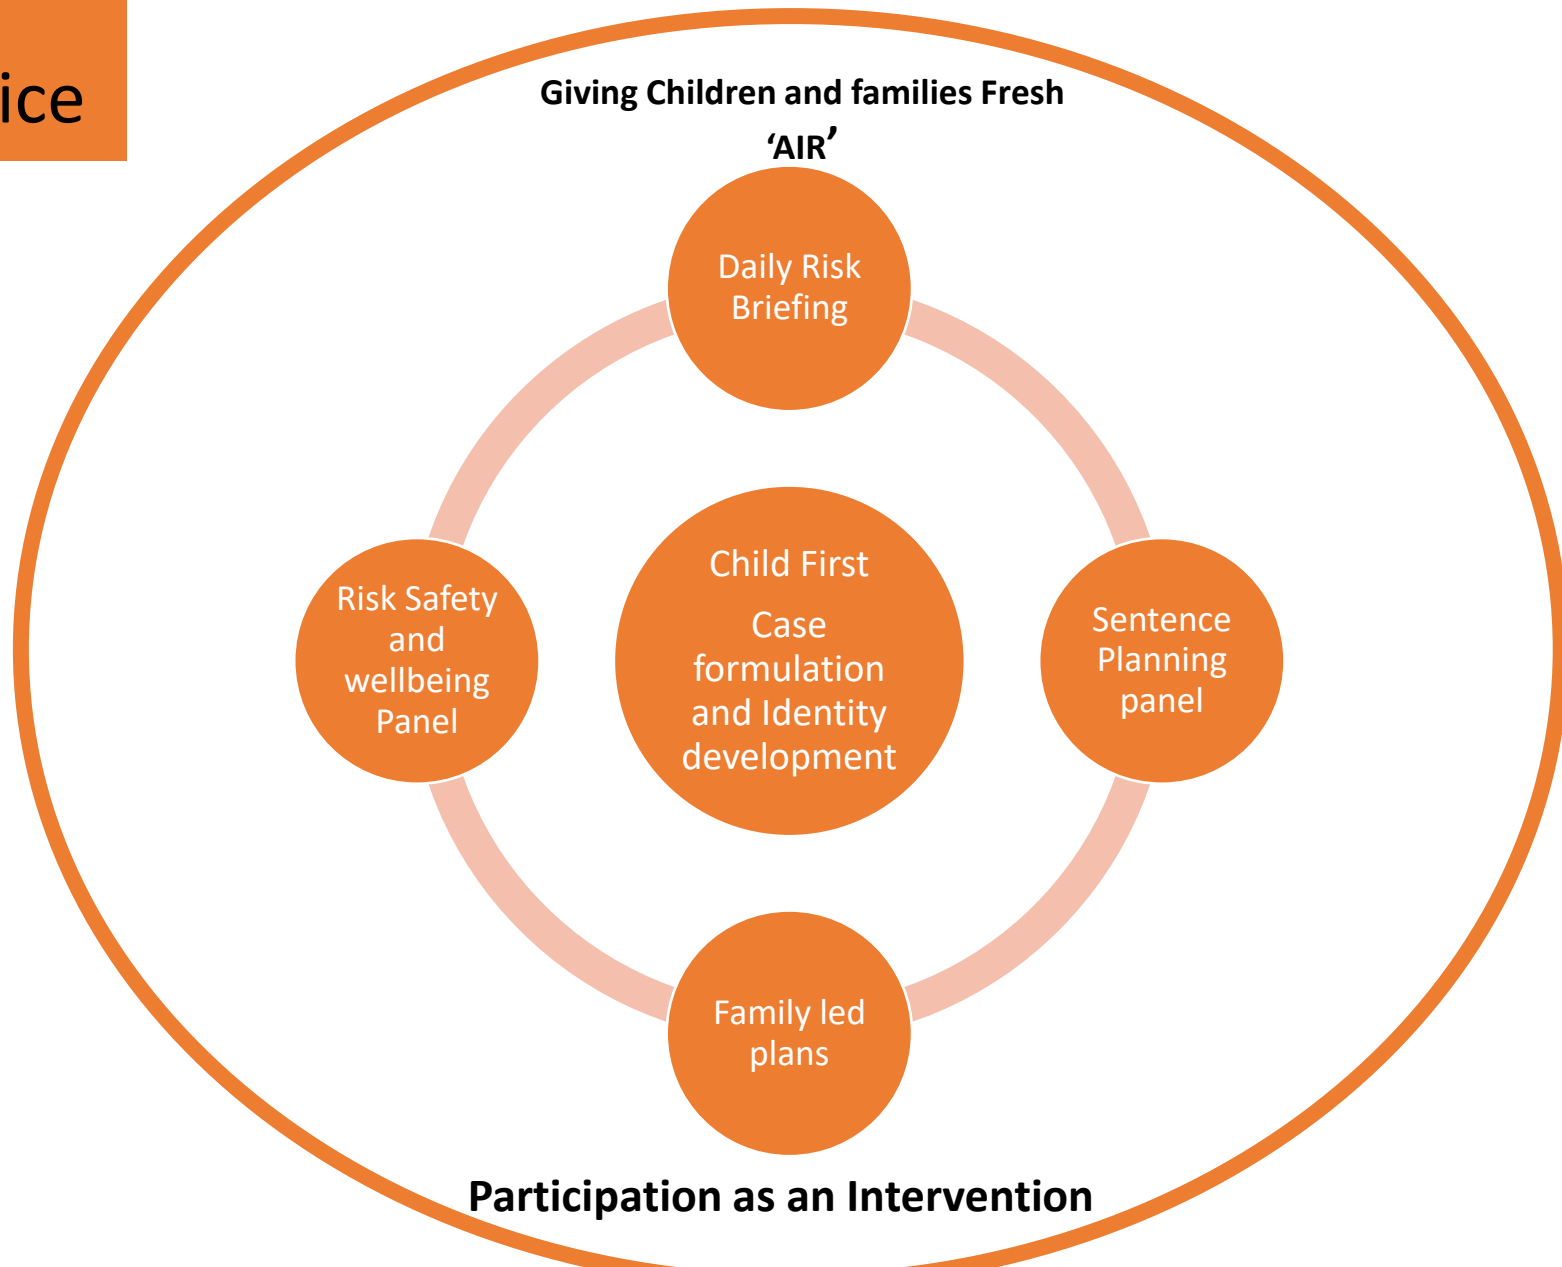 ice
Giving Children and families Fresh
‘AIR’
Daily Risk
Briefing
Risk Safety
and
wellbeing
Panel
Child First
Case
formulation
and Identity
development
Sentence
Planning
panel
Family led
plans
Participation as an Intervention